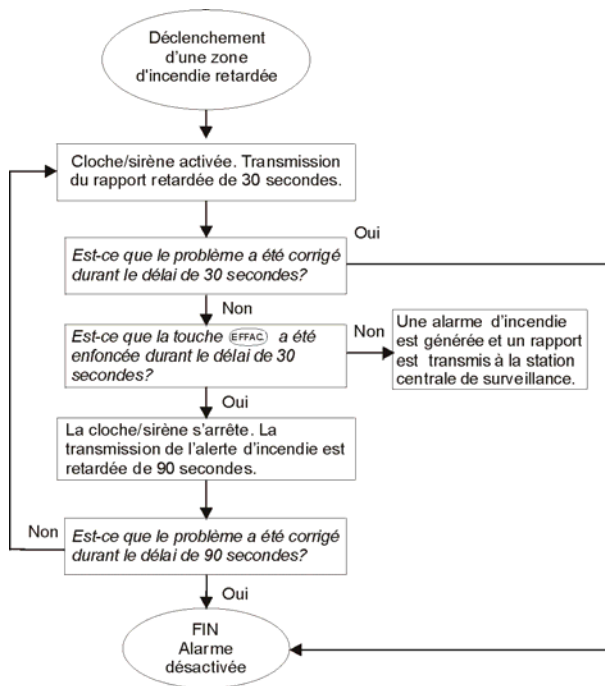 Déclenchement
d'une zone
d'incendie retardée
Cloche/sirène activée. Transmission
du rapport retardée de 30 secondes.
Oui
Est-ce que le problème a été corrigé
durant le délai de 30 secondes?
Non
Est-ce que la touche EFFAC. a été
enfoncée durant le délai de 30
secondes?
Non
Une alarme d'incendie
est générée et un rapport
est transmis à la station
centrale de surveillance.
Oui
La cloche/sirène s'arrête. La
transmission de l'alerte d'incendie est
retardée de 90 secondes.
Non
Est-ce que le problème a été corrigé
durant le délai de 90 secondes?
Oui
FIN
Alarme
désactivée